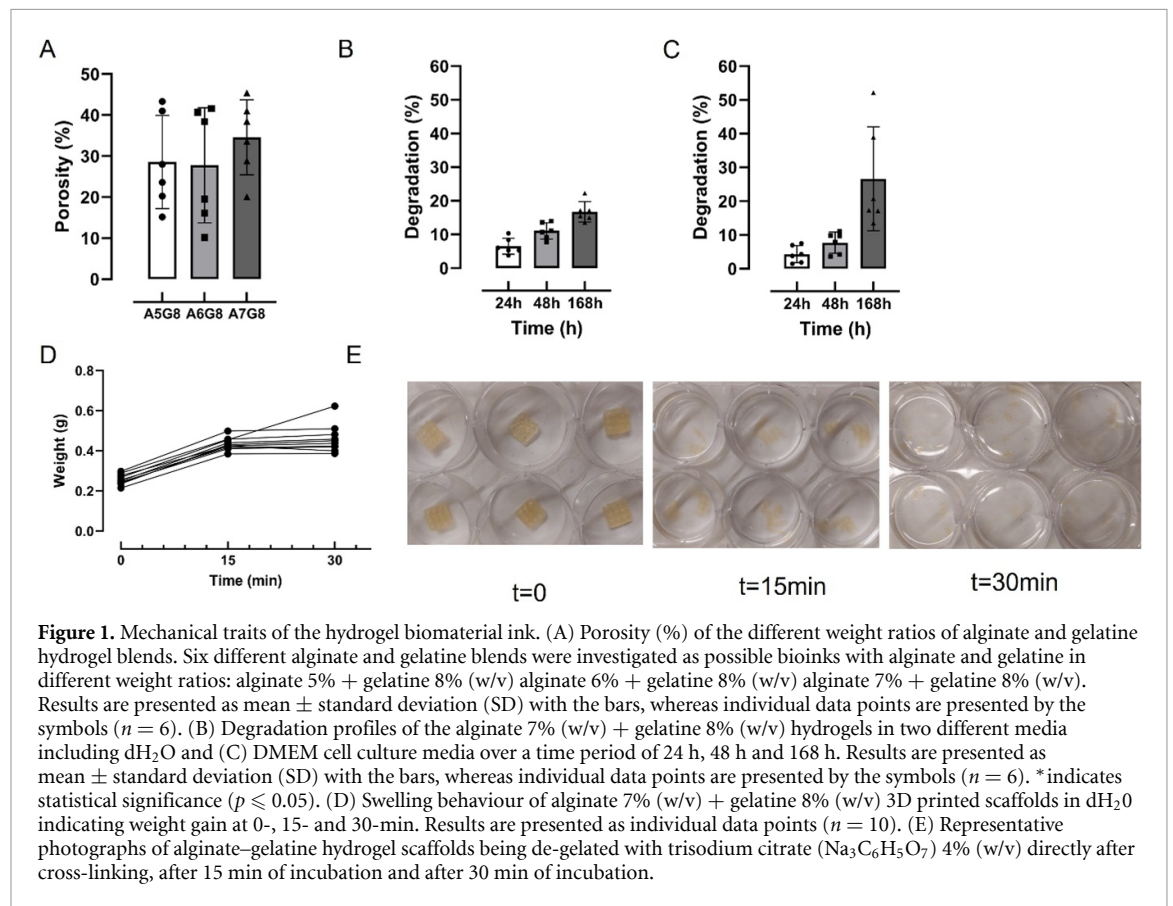 A
B
C
Porosity (%)
50
40
30
20
10
0
A5G8 A6G8 A7G8
Degradation (%)
60
50
40
30
20
10
0
24h 48h 168h
Time (h)
Degradation (%)
60
50
40
30
20
10
0
24h 48h 168h
Time (h)
D
E
Weight (g)
0.8
0.6
0.4
0.2
0.0
0 15 30
Time (min)
t=0
t=15min
t=30min
Figure 1. Mechanical traits of the hydrogel biomaterial ink. (A) Porosity (%) of the different weight ratios of alginate and gelatine
hydrogel blends. Six different alginate and gelatine blends were investigated as possible bioinks with alginate and gelatine in
different weight ratios: alginate 5% + gelatine 8% (w/v) alginate 6% + gelatine 8% (w/v) alginate 7% + gelatine 8% (w/v).
Results are presented as mean ± standard deviation (SD) with the bars, whereas individual data points are presented by the
symbols (n = 6). (B) Degradation profiles of the alginate 7% (w/v) + gelatine 8% (w/v) hydrogels in two different media
including dH₂O and (C) DMEM cell culture media over a time period of 24 h, 48 h and 168 h. Results are presented as
mean ± standard deviation (SD) with the bars, whereas individual data points are presented by the symbols (n = 6). *indicates
statistical significance (p ⩽ 0.05). (D) Swelling behaviour of alginate 7% (w/v) + gelatine 8% (w/v) 3D printed scaffolds in dH₂0
indicating weight gain at 0-, 15- and 30-min. Results are presented as individual data points (n = 10). (E) Representative
photographs of alginate–gelatine hydrogel scaffolds being de-gelated with trisodium citrate (Na₃C₆H₅O₇) 4% (w/v) directly after
cross-linking, after 15 min of incubation and after 30 min of incubation.